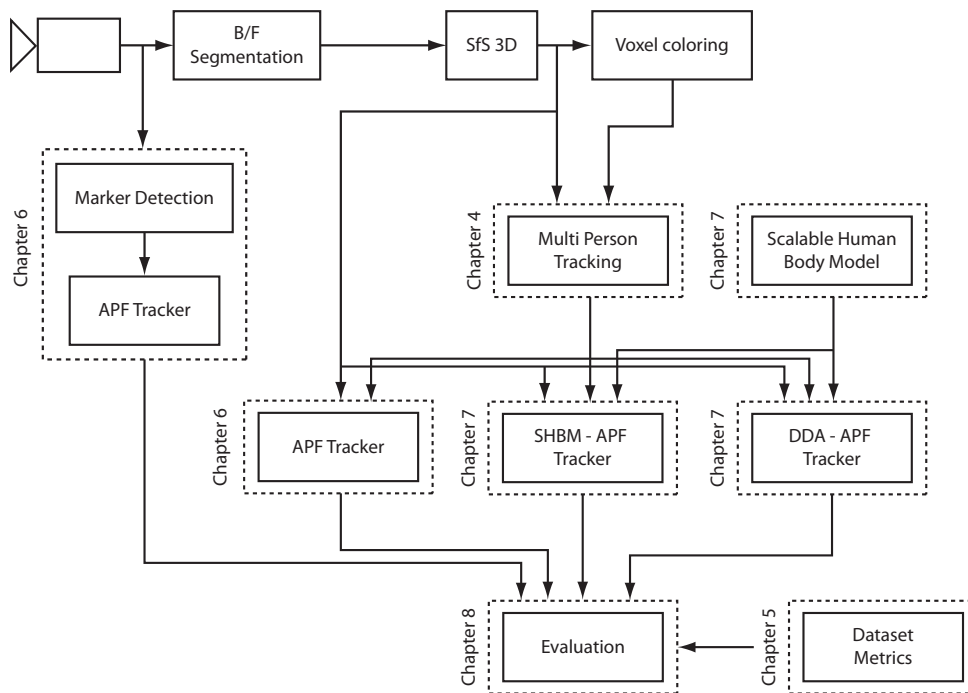 B/F
Segmentation
SfS 3D
Voxel coloring
Chapter 6
Marker Detection
APF Tracker
Chapter 4
Multi Person
Tracking
Chapter 7
Scalable Human
Body Model
Chapter 6
APF Tracker
Chapter 7
SHBM - APF
Tracker
Chapter 7
DDA - APF
Tracker
Chapter 8
Evaluation
Chapter 5
Dataset
Metrics